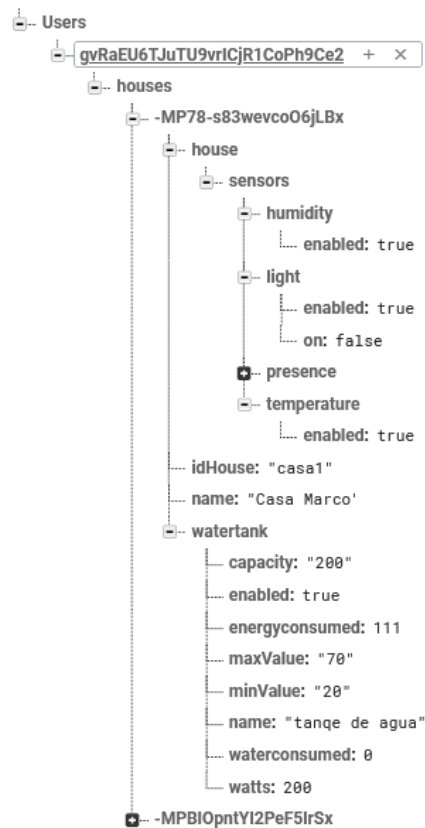 Users
gvRaEU6TJuTU9vrICjR1CoPh9Ce2 + ×
houses
-MP78-s83wevcoO6jLBx
house
sensors
humidity
enabled: true
light
enabled: true
on: false
presence
temperature
enabled: true
idHouse: "casa1"
name: "Casa Marco'
watertank
capacity: "200"
enabled: true
energyconsumed: 111
maxValue: "70"
minValue: "20"
name: "tanqe de agua"
waterconsumed: 0
watts: 200
-MPBIOpntYI2PeF5IrSx